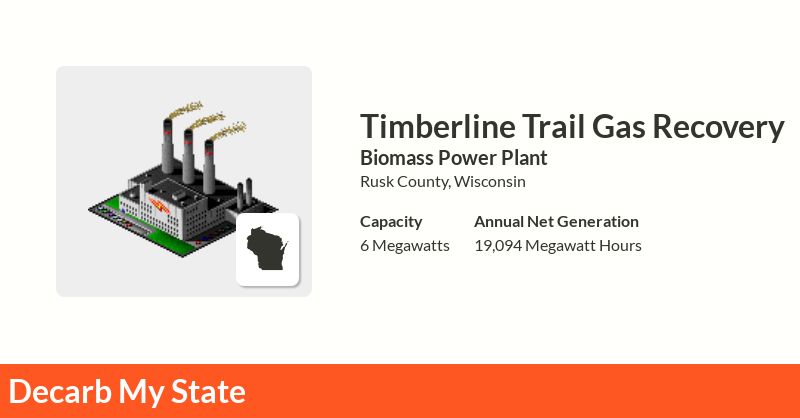 Timberline Trail Gas Recovery
Biomass Power Plant
Rusk County, Wisconsin
Capacity
Annual Net Generation
6 Megawatts
19,094 Megawatt Hours
Decarb My State